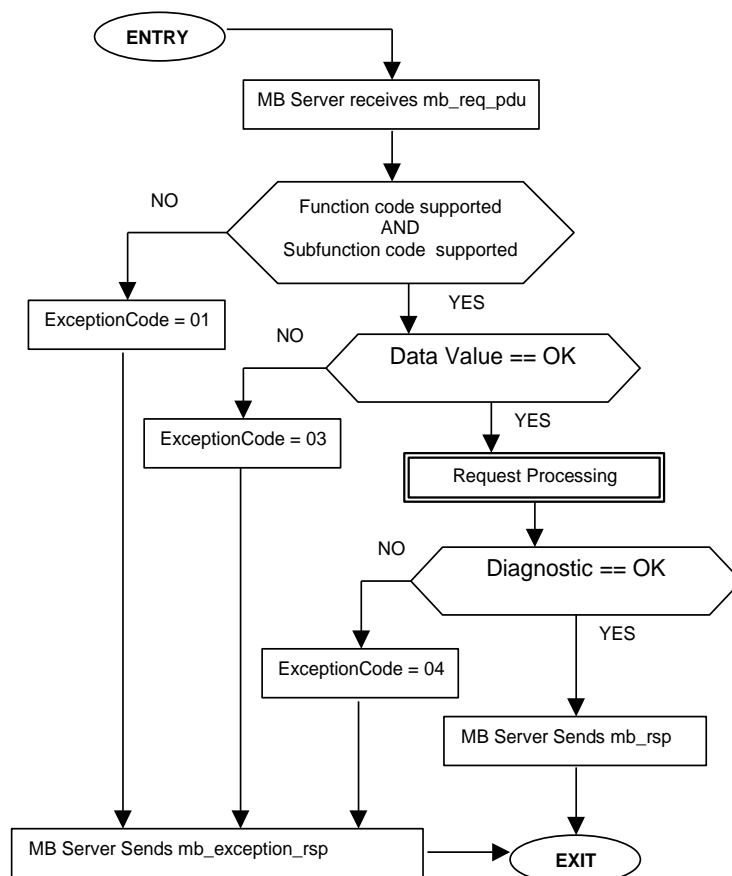 ENTRY
MB Server receives mb_req_pdu
NO
Function code supported
AND
Subfunction code supported
YES
ExceptionCode = 01
NO
Data Value == OK
YES
ExceptionCode = 03
Request Processing
NO
Diagnostic == OK
YES
ExceptionCode = 04
MB Server Sends mb_rsp
MB Server Sends mb_exception_rsp
EXIT